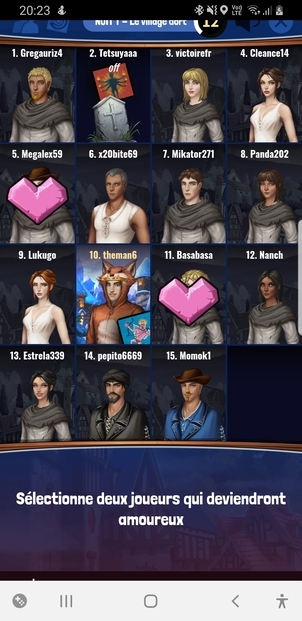 20:23
NUIT 1 - Le village dort
12
1. Gregauriz4
2. Tetsuyaaa
3. victoirefr
4. Cleance14
off
5. Megalex59
6. x20bite69
7. Mikator271
8. Panda202
9. Lukugo
10. theman6
11. Basabasa
12. Nanch
13. Estrela339
14. pepito6669
15. Momok1
Sélectionne deux joueurs qui deviendront
amoureux